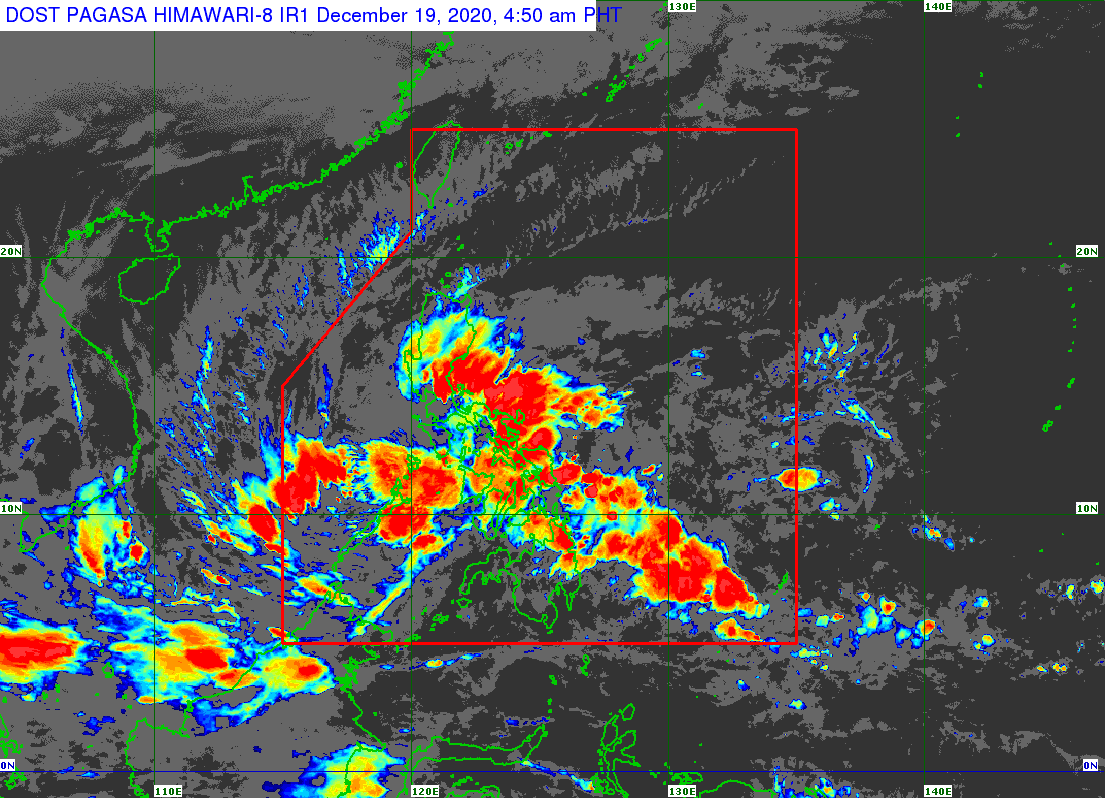 DOST PAGASA HIMAWARI-8 IR1 December 19, 2020, 4:50 am PHT
130E 140E
20N 20N
10N 10N
0N 0N
110E 120E 130E 140E